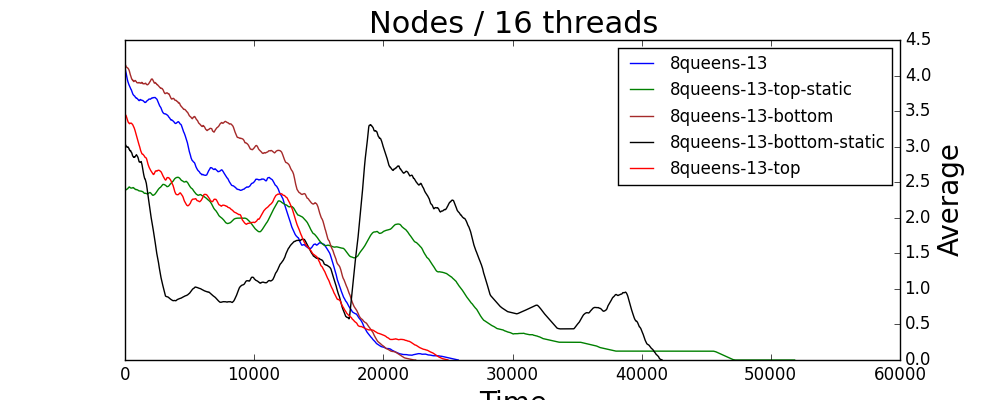 Nodes / 16 threads
8queens-13
8queens-13-top-static
8queens-13-bottom
8queens-13-bottom-static
8queens-13-top
4.5
4.0
3.5
3.0
2.5
2.0
1.5
1.0
0.5
0.0
Average
0 10000 20000 30000 40000 50000 60000
Time